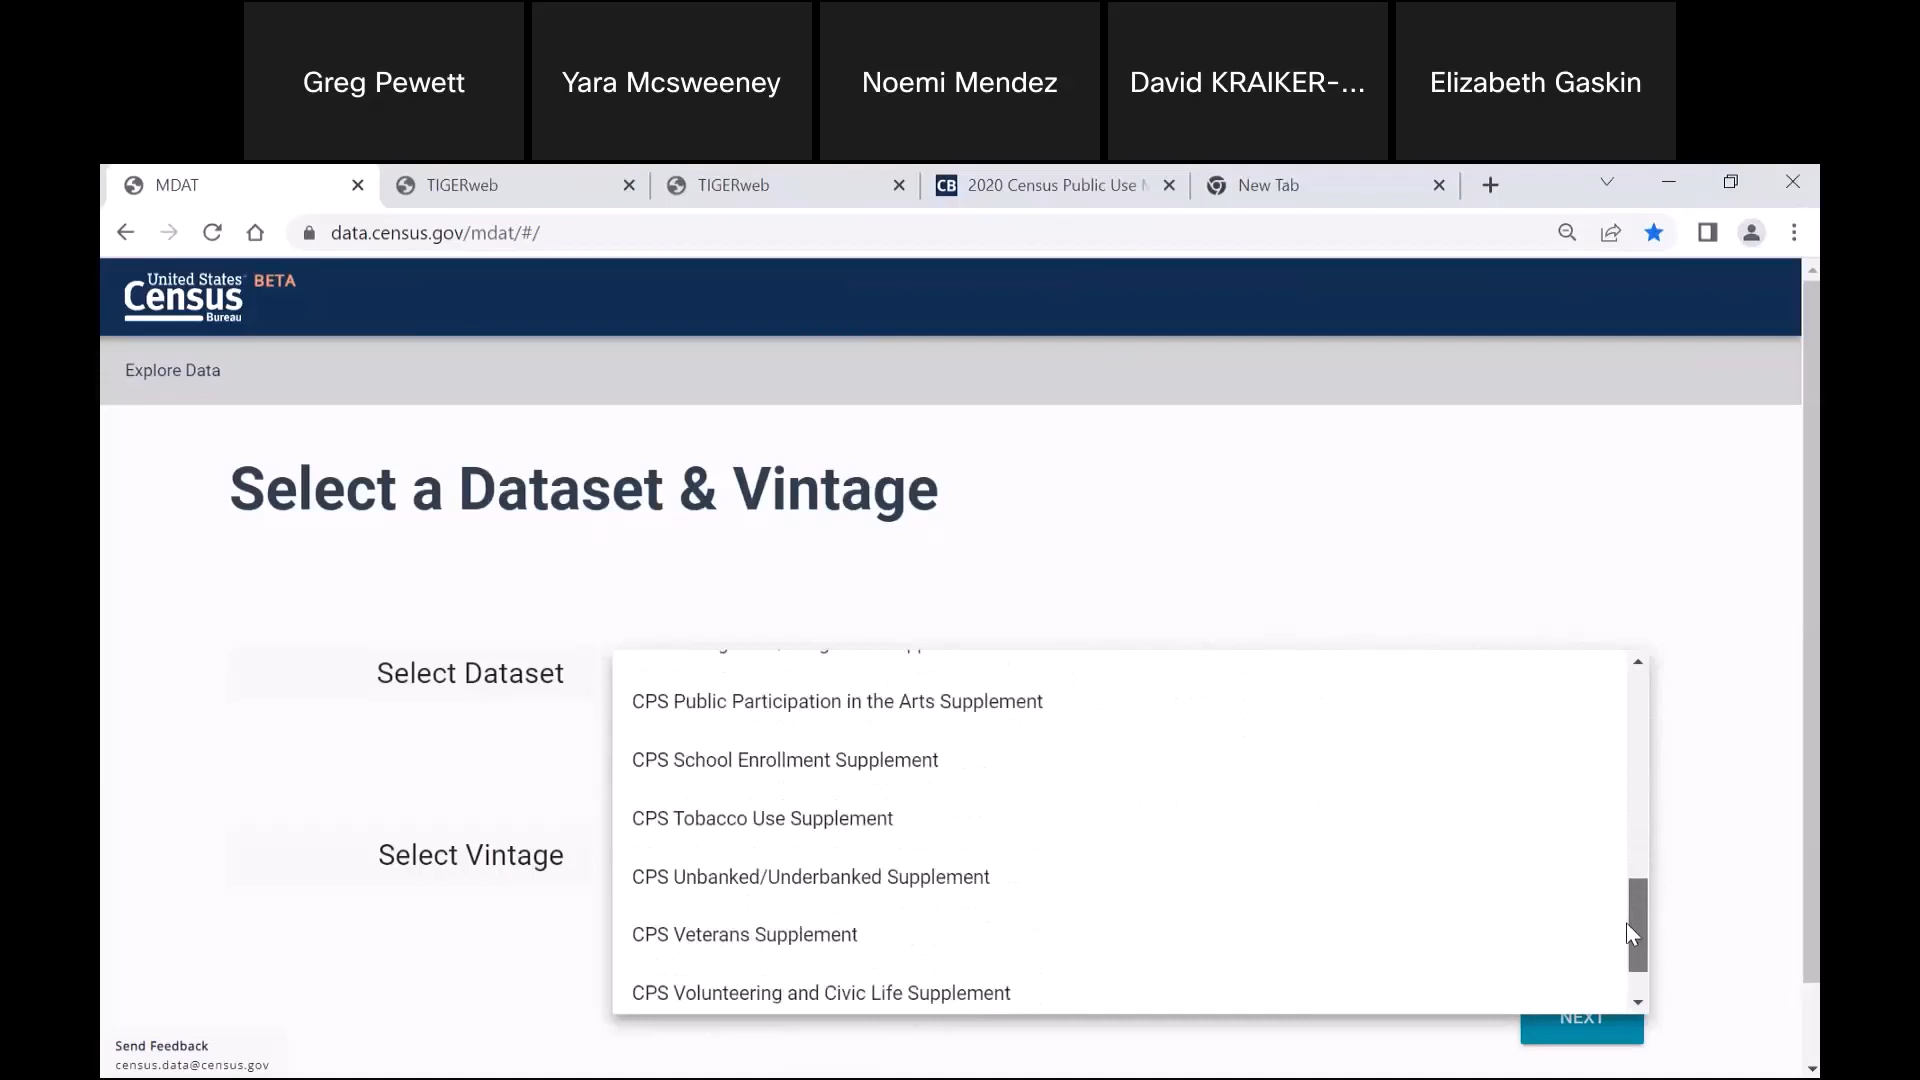 Greg Pewett
Yara Mcsweeney
Noemi Mendez
David KRAIKER-...
Elizabeth Gaskin
MDAT
TIGERweb
TIGERweb
CB
2020 Census Public Use
New Tab
data.census.gov/mdat/#/
United States
Census
Bureau
BETA
Explore Data
Select a Dataset & Vintage
Select Dataset
CPS Public Participation in the Arts Supplement
CPS School Enrollment Supplement
CPS Tobacco Use Supplement
Select Vintage
CPS Unbanked/Underbanked Supplement
CPS Veterans Supplement
CPS Volunteering and Civic Life Supplement
NEXT
Send Feedback
census.data@census.gov